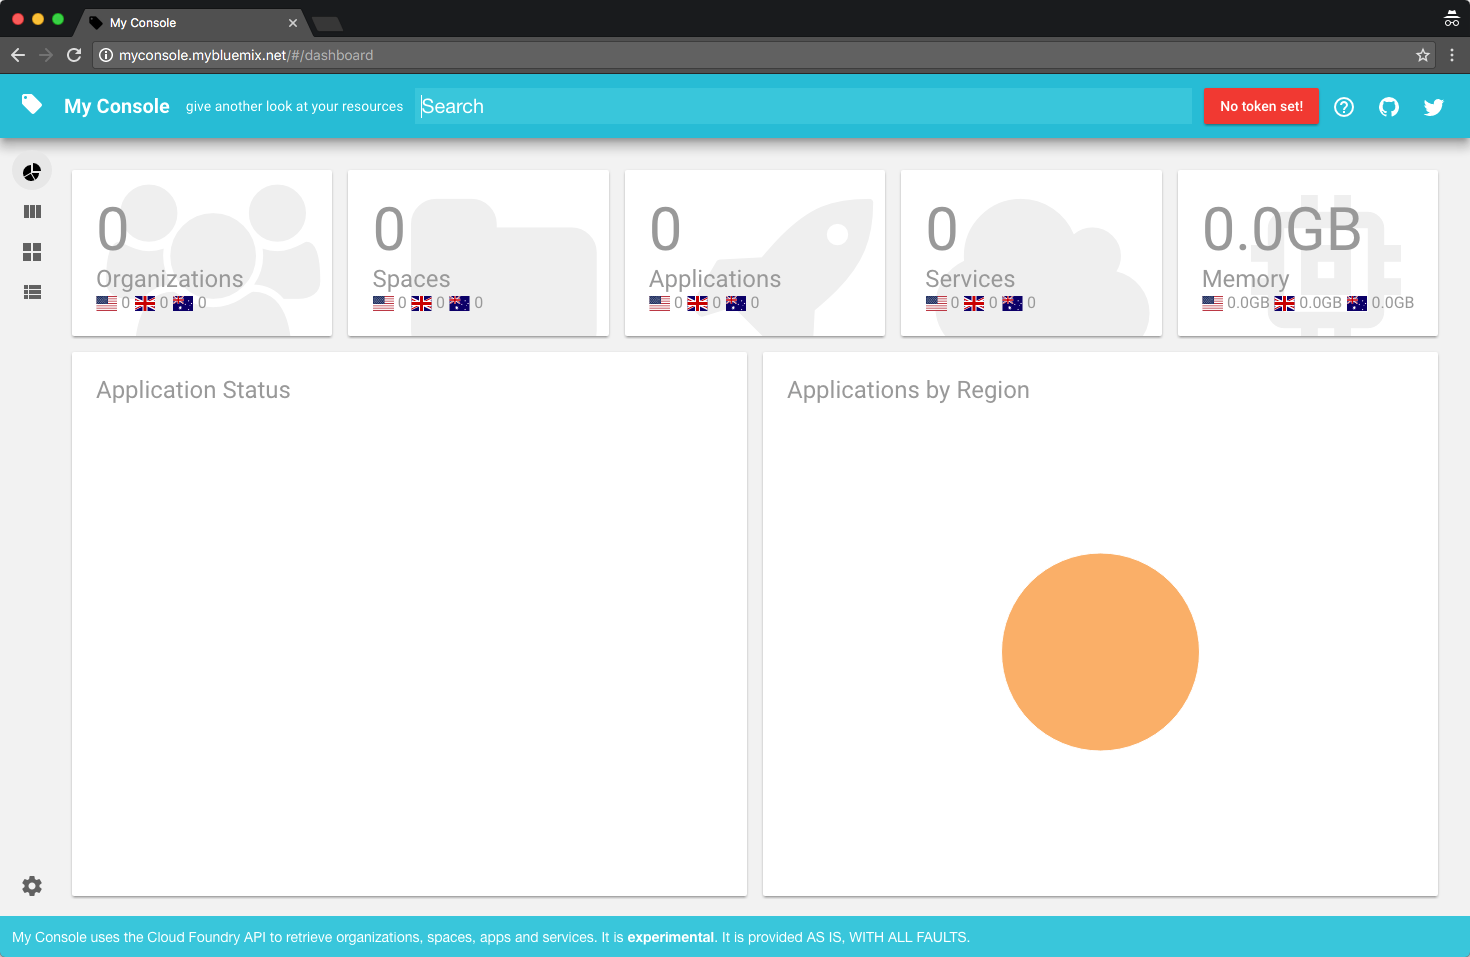 My Console
myconsole.mybluemix.net/#/dashboard
My Console give another look at your resources Search No token set!
0
Organizations
0 0 0
0
Spaces
0 0 0
0
Applications
0 0 0
0
Services
0 0 0
0.0GB
Memory
0.0GB 0.0GB 0.0GB
Application Status
Applications by Region
My Console uses the Cloud Foundry API to retrieve organizations, spaces, apps and services. It is experimental. It is provided AS IS, WITH ALL FAULTS.